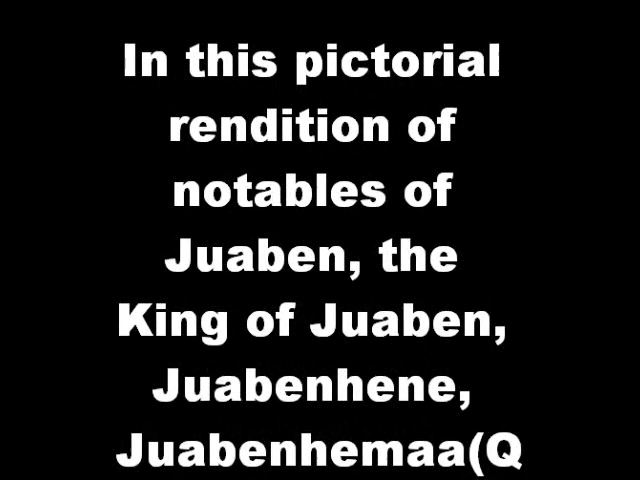 In this pictorial
rendition of
notables of
Juaben, the
King of Juaben,
Juabenhene,
Juabenhemaa(Q